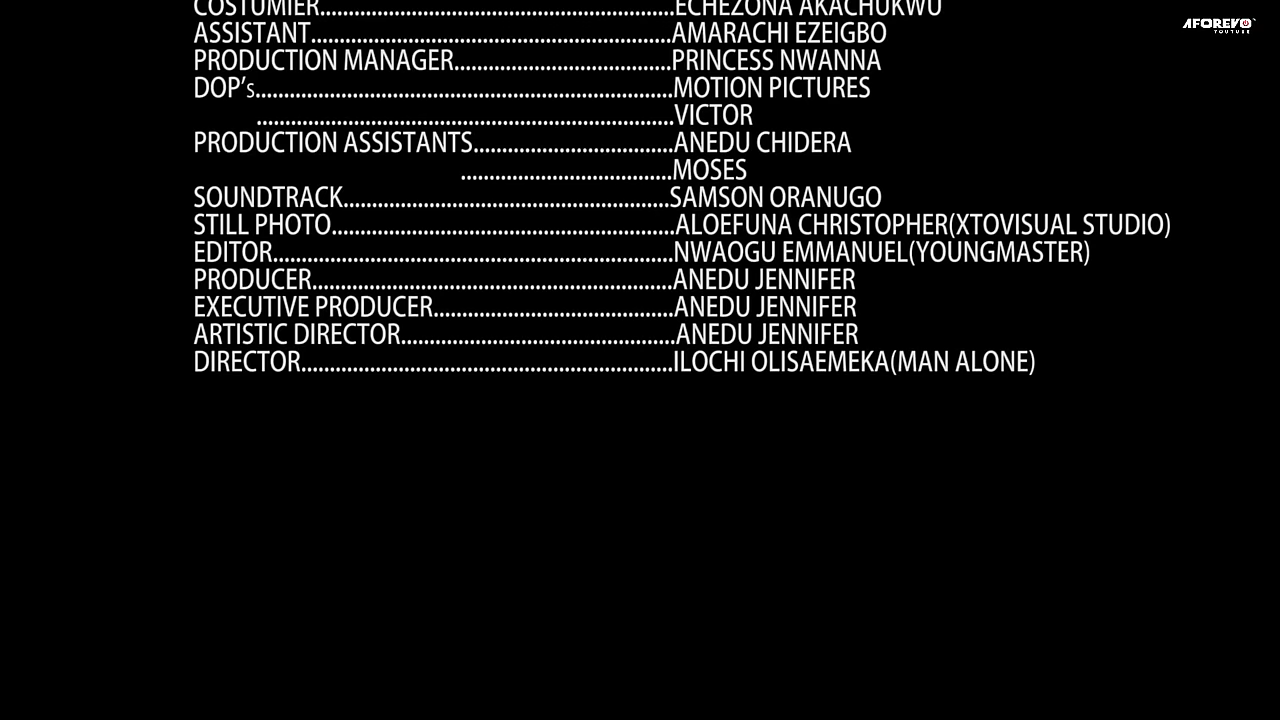 COSTUMIER...............................................................ECHEZONA AKACHUKWU
AFOREVO
YOUTUBE
ASSISTANT...............................................................AMARACHI EZEIGBO
PRODUCTION MANAGER......................................PRINCESS NWANNA
DOP's.........................................................................MOTION PICTURES
.........................................................................VICTOR
PRODUCTION ASSISTANTS...................................ANEDU CHIDERA
.....................................MOSES
SOUNDTRACK.........................................................SAMSON ORANUGO
STILL PHOTO............................................................ALOEFUNA CHRISTOPHER(XTOVISUAL STUDIO)
EDITOR......................................................................NWAOGU EMMANUEL(YOUNGMASTER)
PRODUCER...............................................................ANEDU JENNIFER
EXECUTIVE PRODUCER..........................................ANEDU JENNIFER
ARTISTIC DIRECTOR................................................ANEDU JENNIFER
DIRECTOR.................................................................ILOCHI OLISAEMEKA(MAN ALONE)